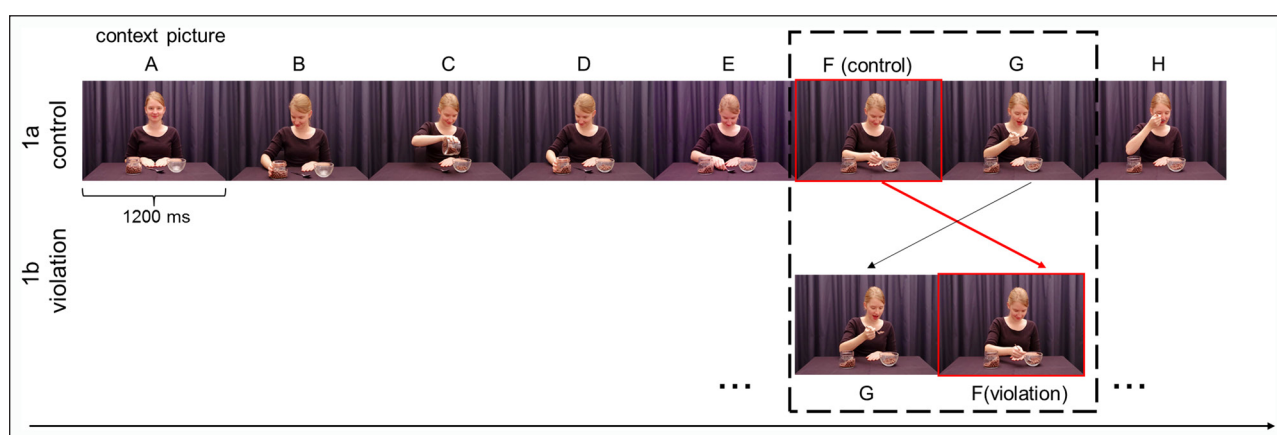 context picture
A B C D E F (control) G H
1a
control
1200 ms
1b
violation
... G F(violation) ...